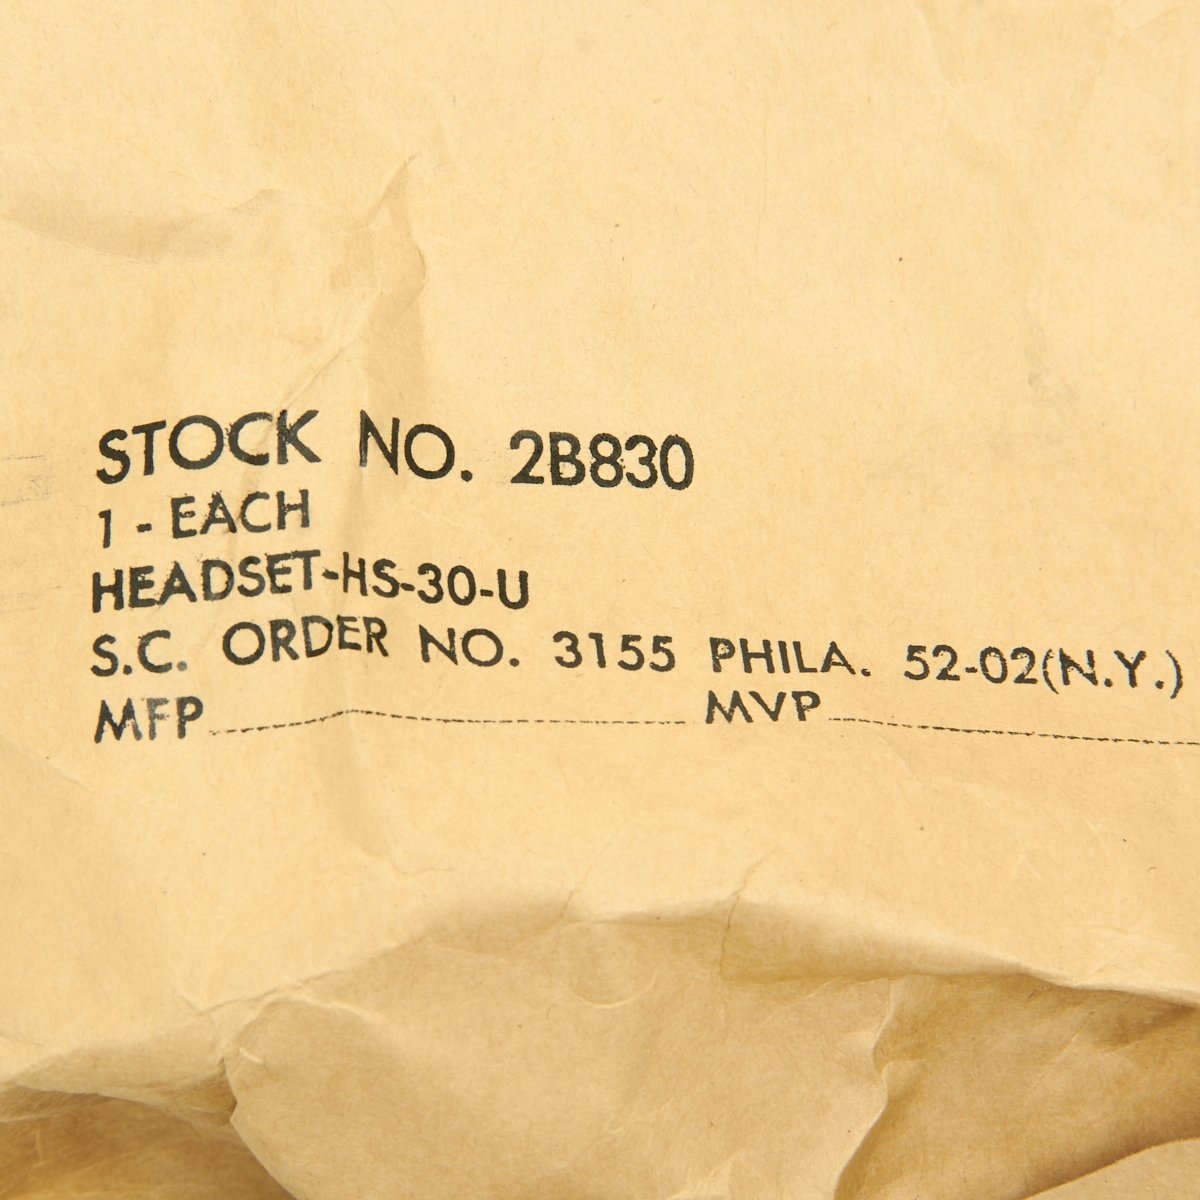 STOCK NO. 2B830
1 - EACH
HEADSET-HS-30-U
S.C. ORDER NO. 3155 PHILA. 52-02(N.Y.)
MFP MVP